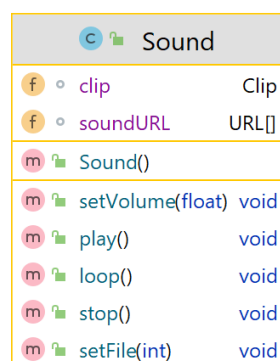 c Sound
f clip Clip
f soundURL URL[]
m Sound()
m setVolume(float) void
m play() void
m loop() void
m stop() void
m setFile(int) void